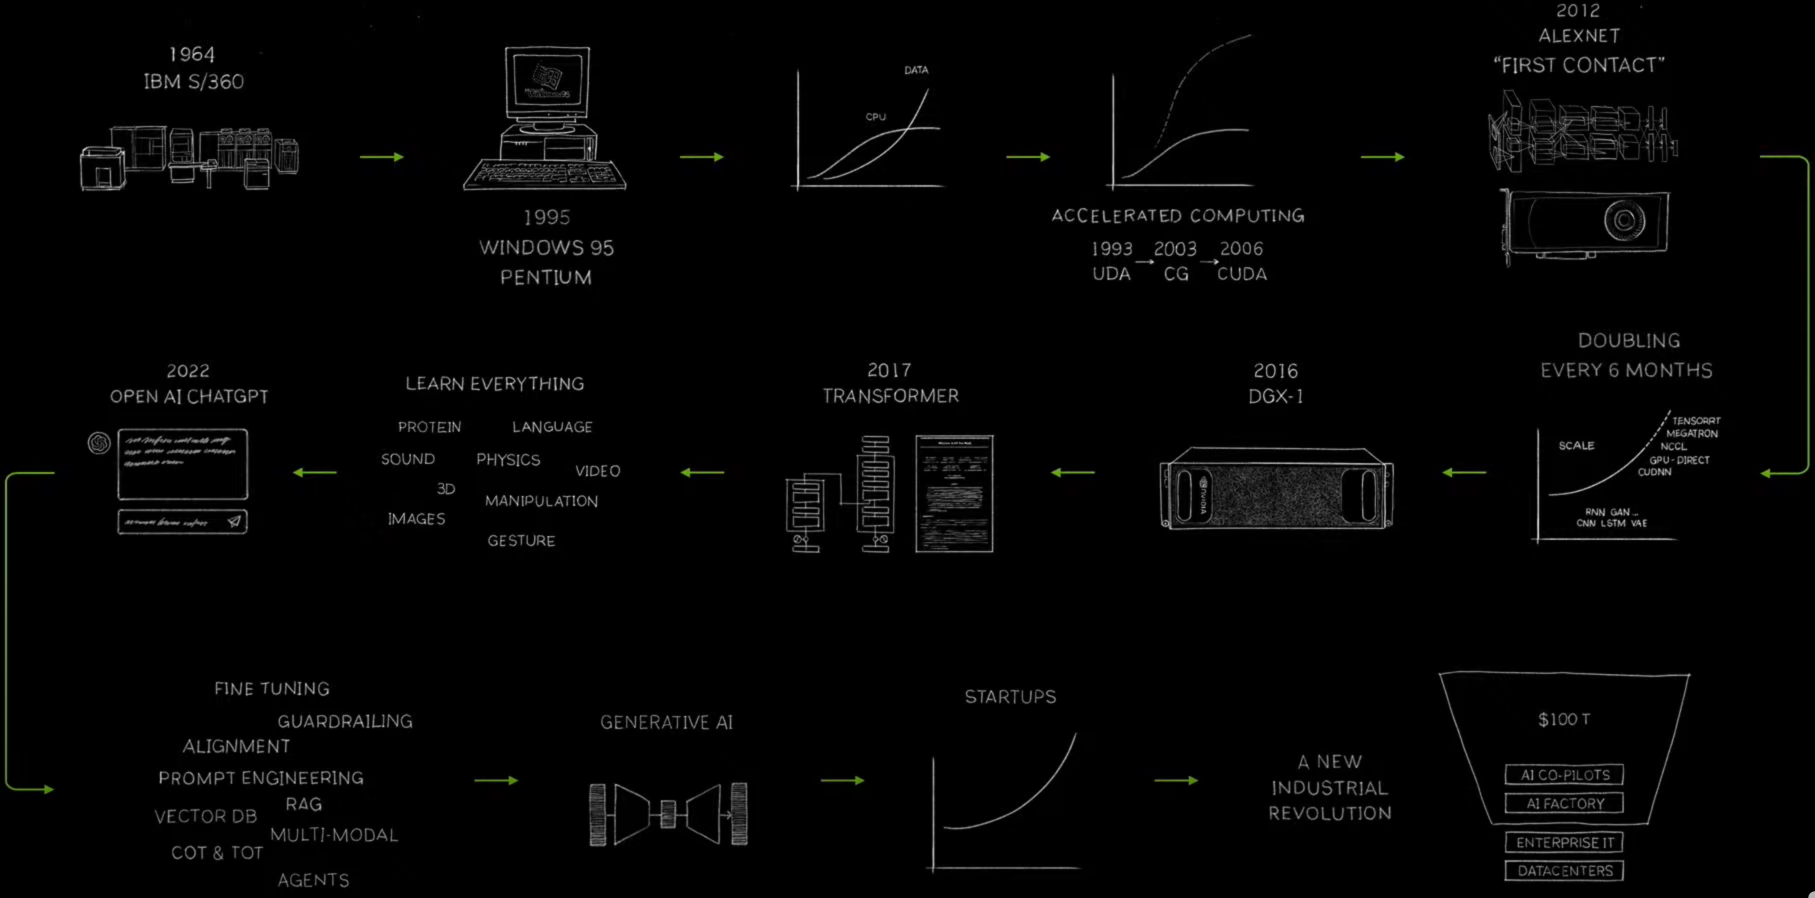 1964
IBM S/360
1995
WINDOWS 95
PENTIUM
DATA
CPU
ACCELERATED COMPUTING
1993 2003 2006
UDA CG CUDA
2012
ALEXNET
"FIRST CONTACT"
DOUBLING
EVERY 6 MONTHS
SCALE
TENSORRT
MEGATRON
NCCL
GPU-DIRECT
CUDNN
RNN GAN ...
CNN LSTM VAE
2016
DGX-1
NVIDIA
2017
TRANSFORMER
LEARN EVERYTHING
PROTEIN LANGUAGE
SOUND PHYSICS VIDEO
3D MANIPULATION
IMAGES
GESTURE
2022
OPEN AI CHATGPT
FINE TUNING
GUARDRAILING
ALIGNMENT
PROMPT ENGINEERING
RAG
VECTOR DB
MULTI-MODAL
COT & TOT
AGENTS
GENERATIVE AI
STARTUPS
A NEW
INDUSTRIAL
REVOLUTION
$100 T
AI CO-PILOTS
AI FACTORY
ENTERPRISE IT
DATACENTERS